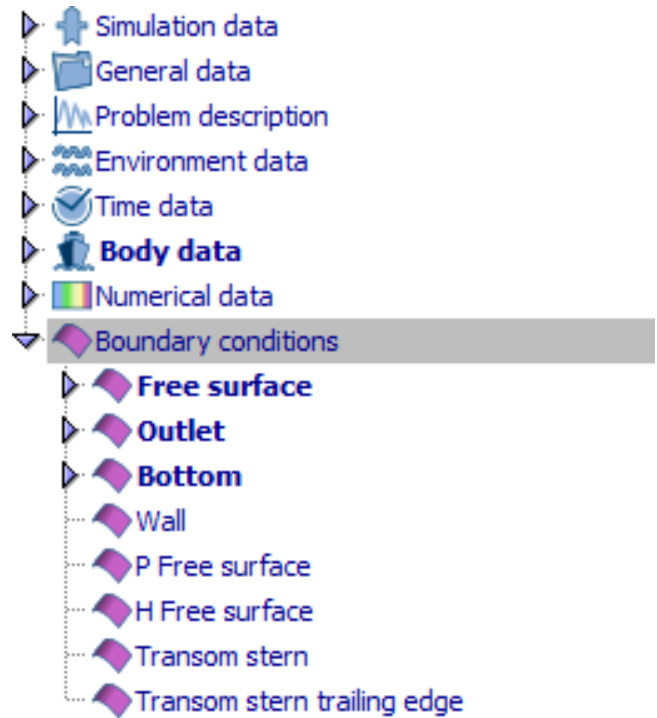 Simulation data
General data
Problem description
Environment data
Time data
Body data
Numerical data
Boundary conditions
Free surface
Outlet
Bottom
Wall
P Free surface
H Free surface
Transom stern
Transom stern trailing edge